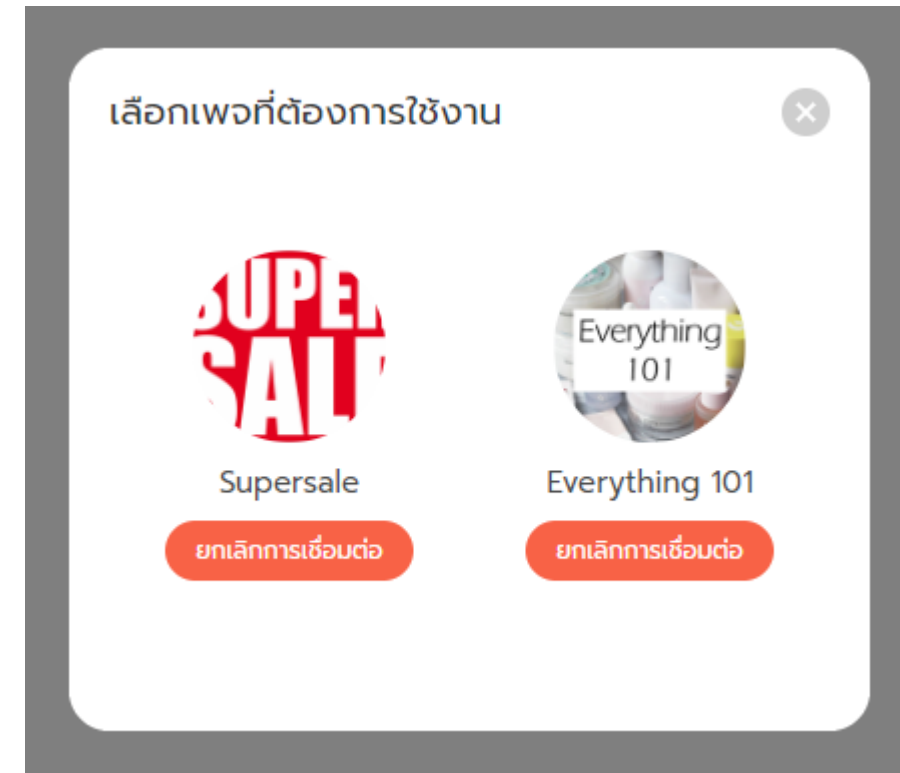 เลือกเพจที่ต้องการใช้งาน
SUPER
SALE
Everything
101
Supersale
Everything 101
ยกเลิกการเชื่อมต่อ
ยกเลิกการเชื่อมต่อ